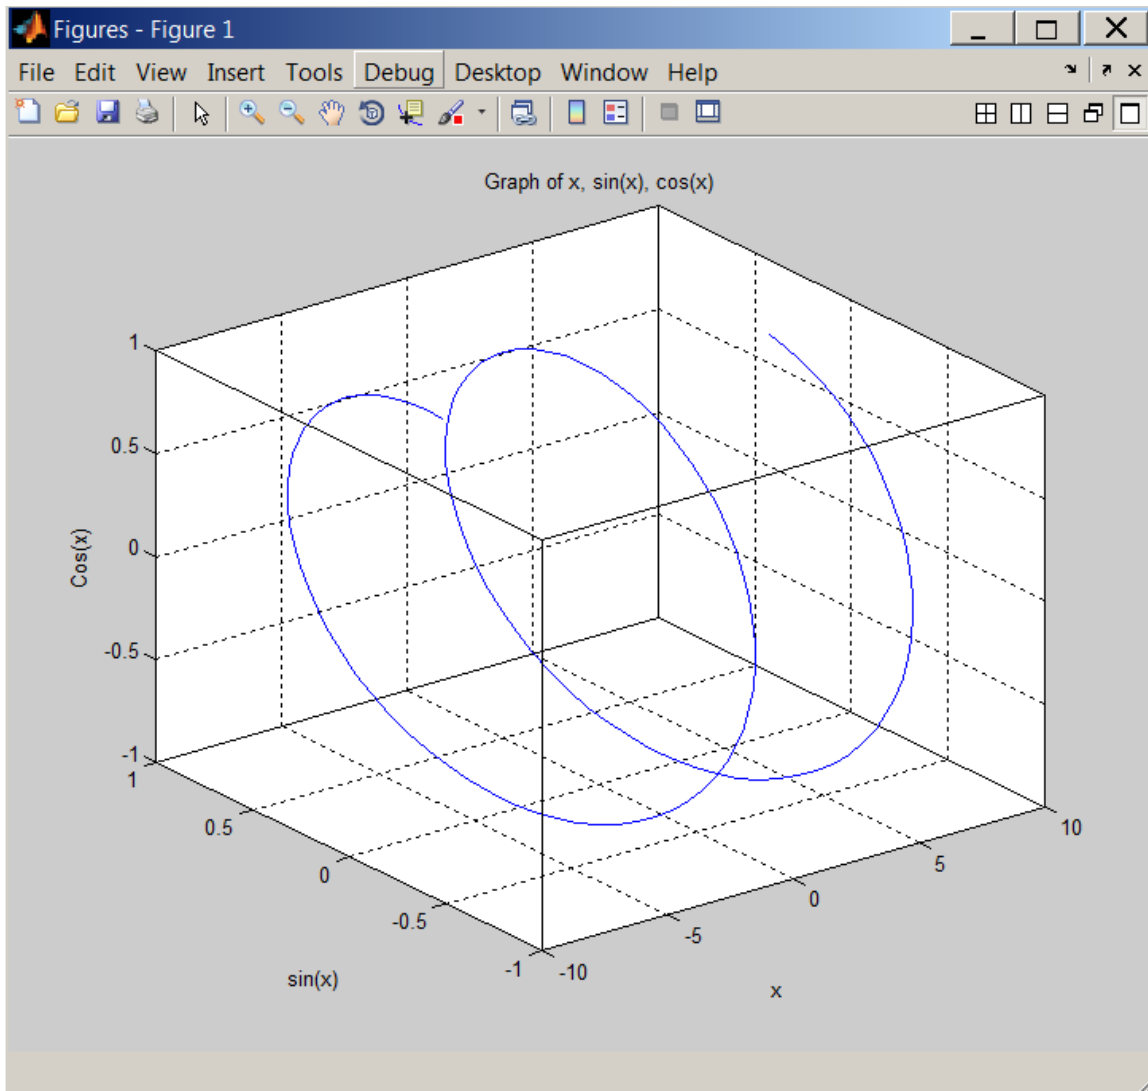 Figures - Figure 1
File Edit View Insert Tools Debug Desktop Window Help
Graph of x, sin(x), cos(x)
1
0.5
0
-0.5
-1
Cos(x)
1
0.5
0
-0.5
-1
sin(x)
-10
-5
0
5
10
x